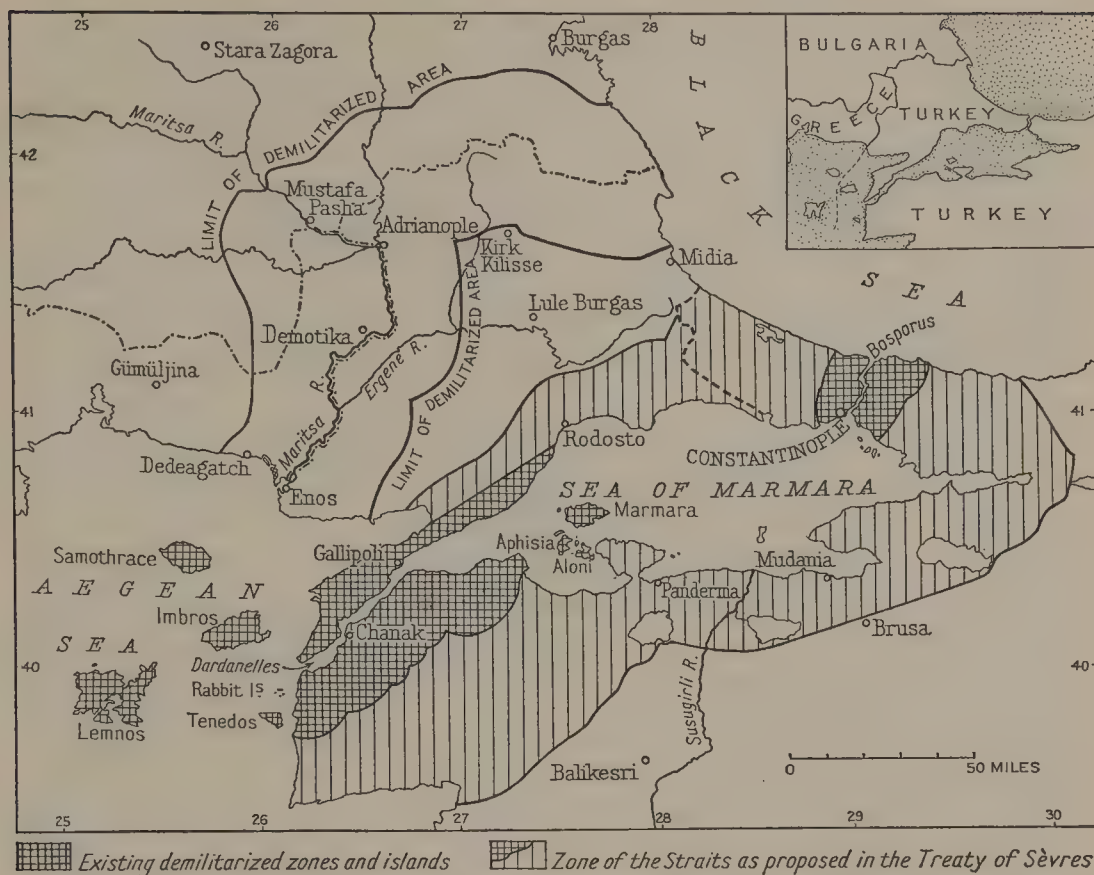 25
26
27
28
Stara Zagora
Burgas
BLACK
SEA
BULGARIA
GREECE
TURKEY
TURKEY
Maritsa R.
LIMIT OF DEMILITARIZED AREA
42
Mustafa
Pasha
Adrianople
Kirk
Kilisse
Midia
Lule Burgas
LIMIT OF DEMILITARIZED AREA
Demotika
Ergene R.
Gümüljina
Bosporus
41
41
Maritsa R.
Rodosto
CONSTANTINOPLE
Dedeagatch
Enos
SEA OF MARMARA
Marmara
Samothrace
Gallipoli
Aphisia
Aloni
Mudania
AEGEAN
SEA
Imbros
Panderma
Chanak
Brusa
40
40
Dardanelles
Rabbit Is
Tenedos
Lemnos
Susugirli R.
Balikesri
0 50 MILES
25
26
27
28
29
30
Existing demilitarized zones and islands
Zone of the Straits as proposed in the Treaty of Sèvres